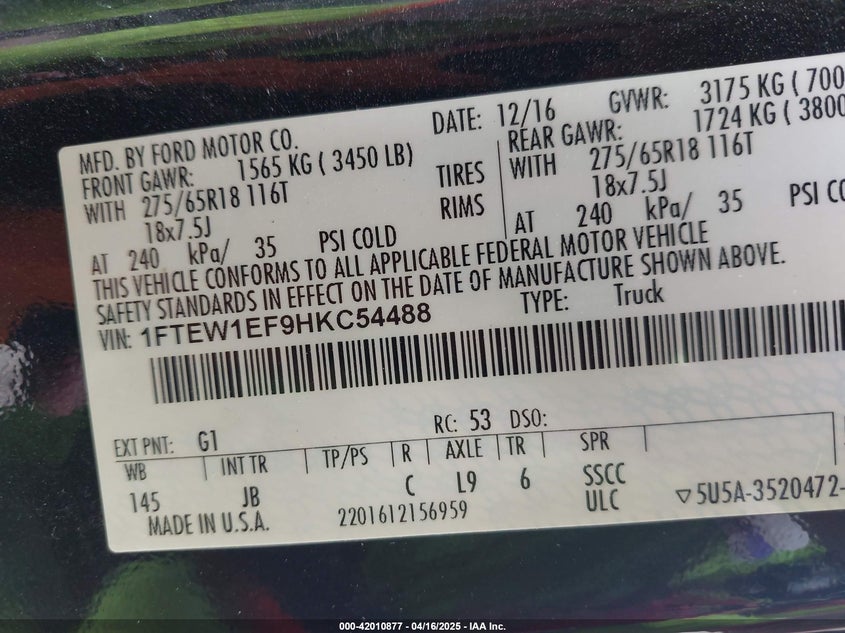 MFD. BY FORD MOTOR CO.
DATE: 12/16 GVWR: 3175 KG ( 700
FRONT GAWR: 1565 KG ( 3450 LB) REAR GAWR: 1724 KG ( 3800
WITH 275/65R18 116T TIRES WITH 275/65R18 116T
18x7.5J RIMS 18x7.5J
AT 240 kPa/ 35 PSI COLD AT 240 kPa/ 35 PSI CO
THIS VEHICLE CONFORMS TO ALL APPLICABLE FEDERAL MOTOR VEHICLE
SAFETY STANDARDS IN EFFECT ON THE DATE OF MANUFACTURE SHOWN ABOVE.
VIN: 1FTEW1EF9HKC54488 TYPE: Truck
EXT PNT: G1 RC: 53 DSO:
WB INT TR TP/PS R AXLE TR SPR
145 JB C L9 6 SSCC
ULC
MADE IN U.S.A. 2201612156959 ▽5U5A-3520472-
000-42010877 - 04/16/2025 - IAA Inc.